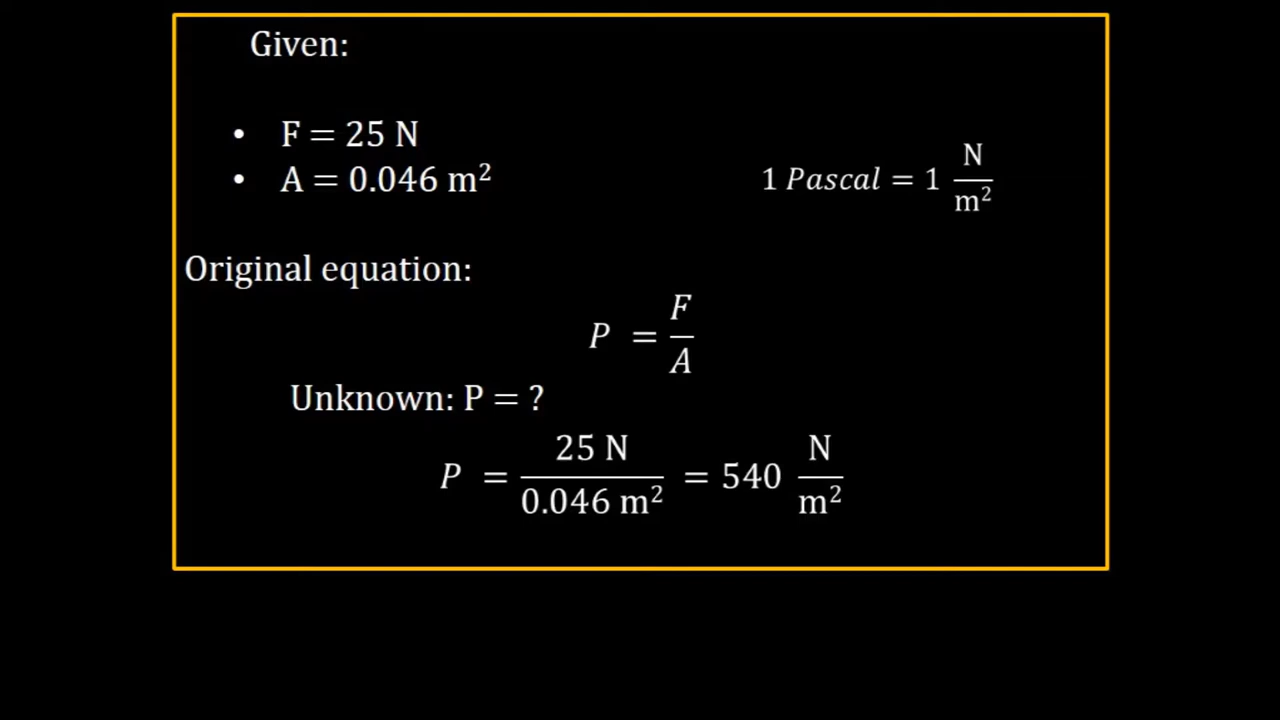 Given:
• F = 25 N
• A = 0.046 m²
1 Pascal = 1 N/m²
Original equation:
P = F/A
Unknown: P = ?
P = 25 N/0.046 m² = 540 N/m²